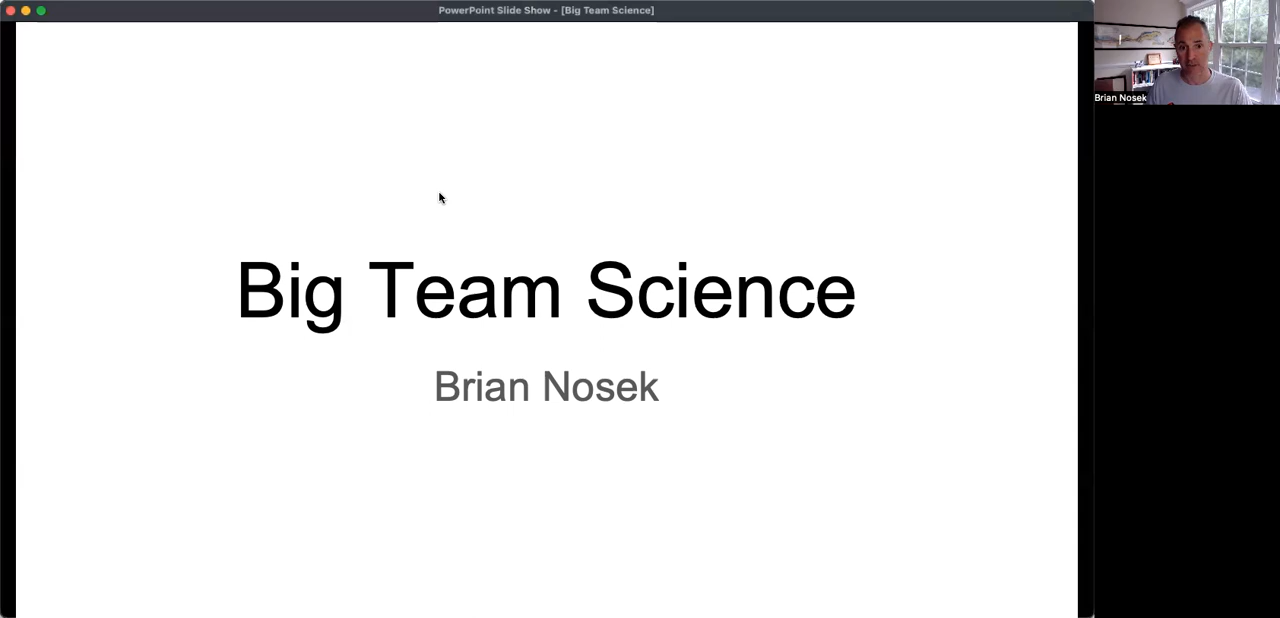 PowerPoint Slide Show - [Big Team Science]
Big Team Science
Brian Nosek
Brian Nosek